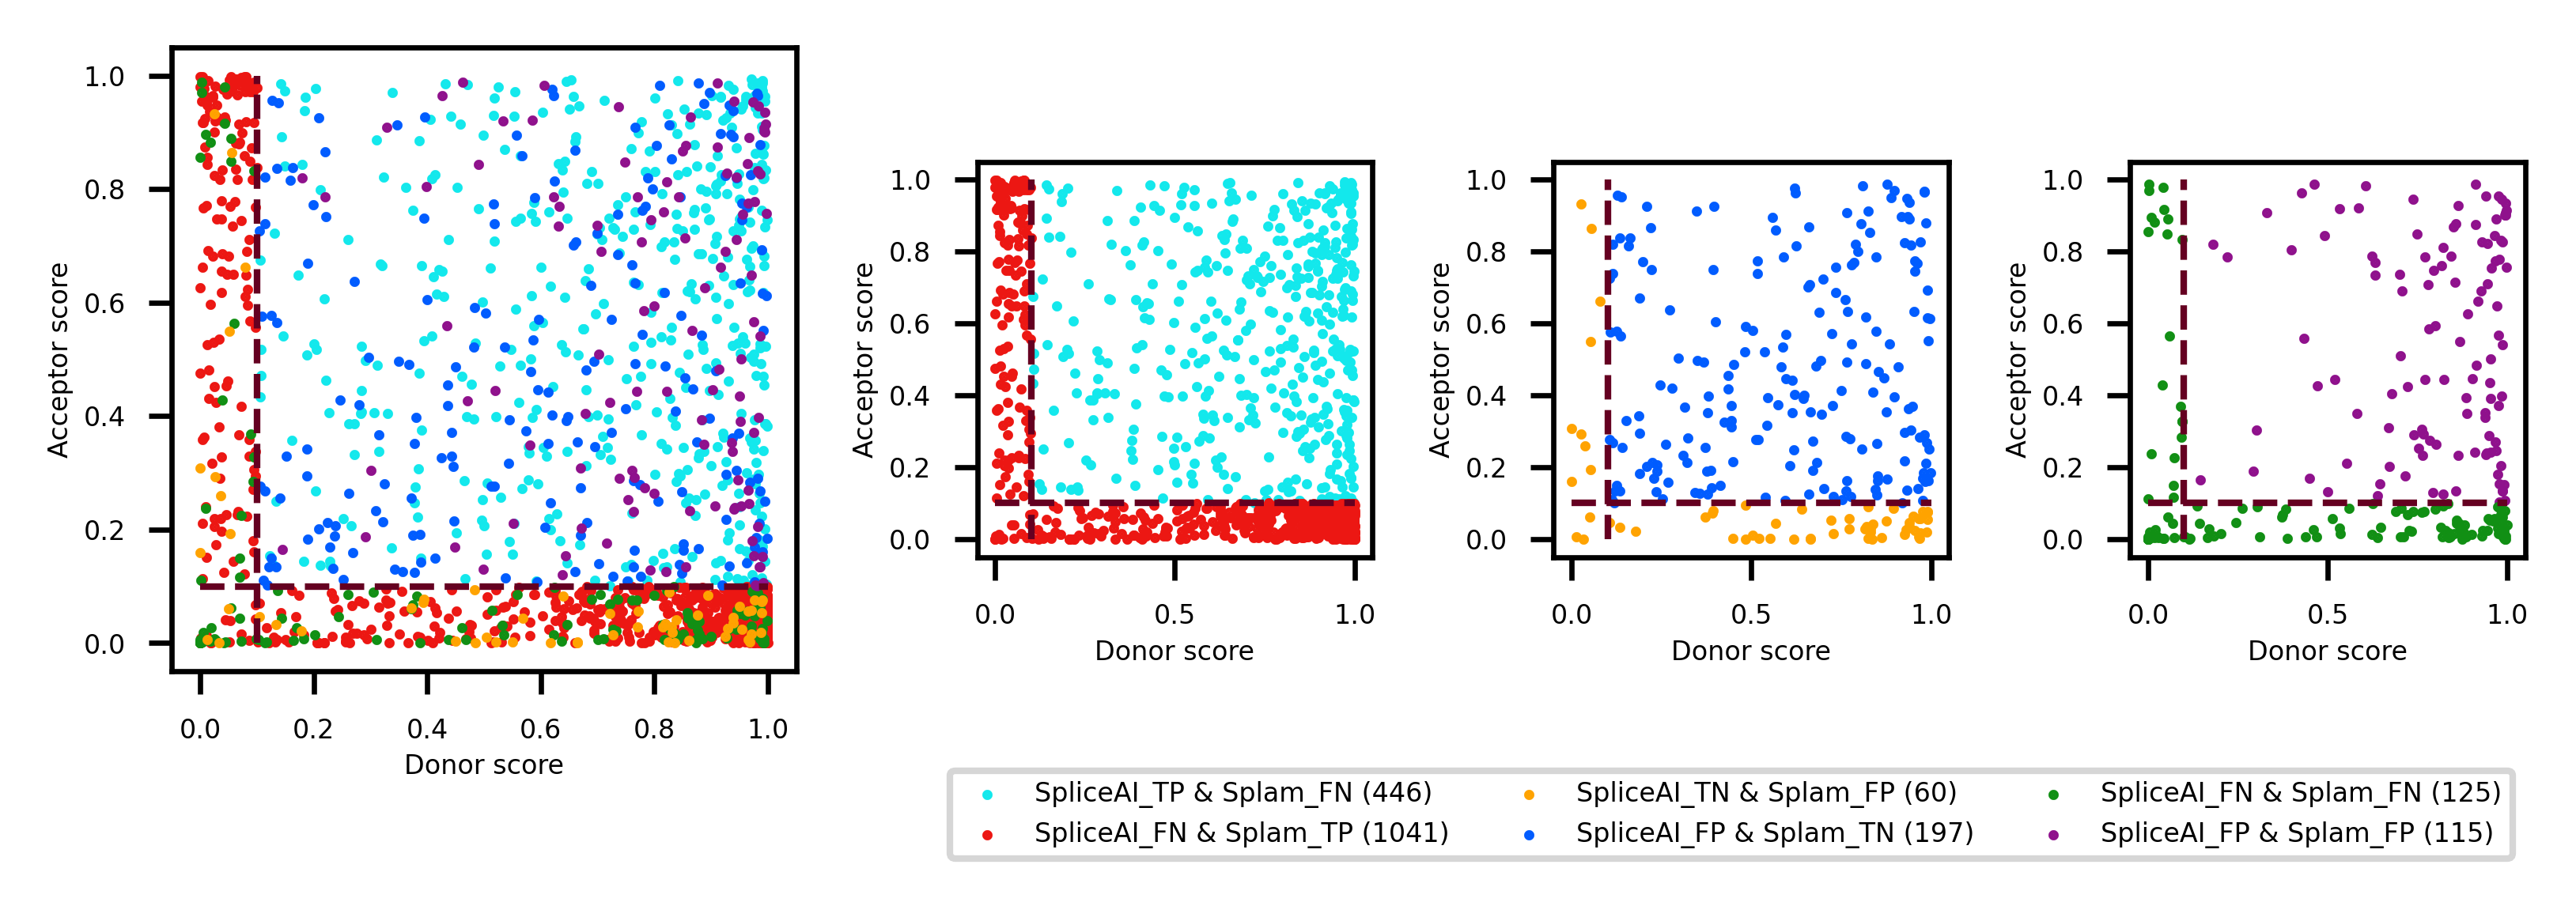 1.0
0.8
0.6
0.4
0.2
0.0
Acceptor score
0.0 0.2 0.4 0.6 0.8 1.0
Donor score
1.0
0.8
0.6
0.4
0.2
0.0
Acceptor score
0.0 0.5 1.0
Donor score
1.0
0.8
0.6
0.4
0.2
0.0
Acceptor score
0.0 0.5 1.0
Donor score
1.0
0.8
0.6
0.4
0.2
0.0
Acceptor score
0.0 0.5 1.0
Donor score
SpliceAI_TP & Splam_FN (446)
SpliceAI_FN & Splam_TP (1041)
SpliceAI_TN & Splam_FP (60)
SpliceAI_FP & Splam_TN (197)
SpliceAI_FN & Splam_FN (125)
SpliceAI_FP & Splam_FP (115)